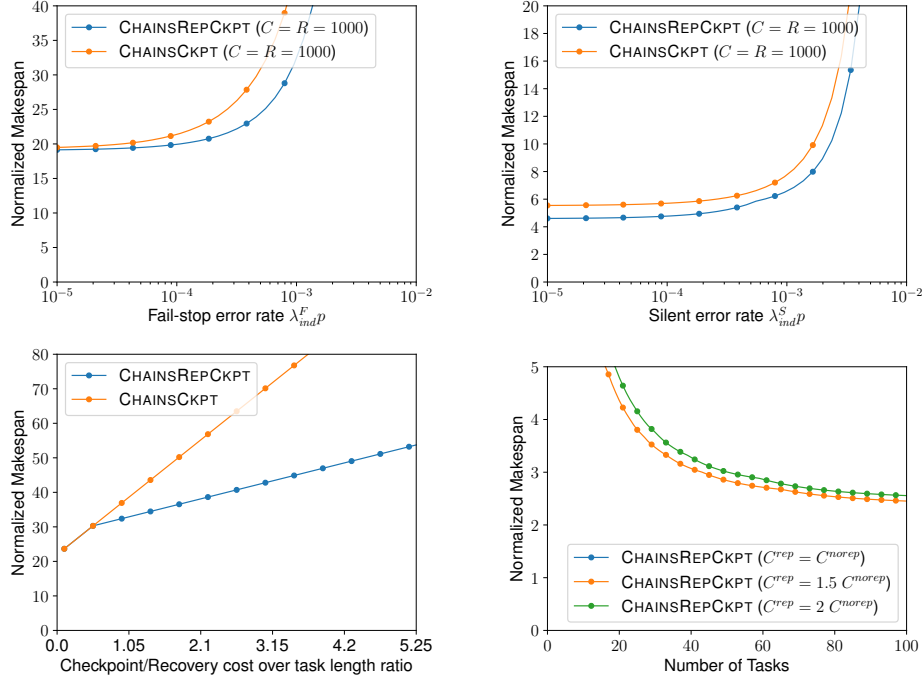 Normalized Makespan
40
35
30
25
20
15
10
5
0
CHAINSREPCKPT (C = R = 1000)
CHAINSCKPT (C = R = 1000)
10⁻⁵ 10⁻⁴ 10⁻³ 10⁻²
Fail-stop error rate λ^F_{ind}p
Normalized Makespan
20
18
16
14
12
10
8
6
4
2
0
CHAINSREPCKPT (C = R = 1000)
CHAINSCKPT (C = R = 1000)
10⁻⁵ 10⁻⁴ 10⁻³ 10⁻²
Silent error rate λ^S_{ind}p
Normalized Makespan
80
70
60
50
40
30
20
10
0
CHAINSREPCKPT
CHAINSCKPT
0.0 1.05 2.1 3.15 4.2 5.25
Checkpoint/Recovery cost over task length ratio
Normalized Makespan
5
4
3
2
1
0
CHAINSREPCKPT (C^{rep} = C^{norep})
CHAINSREPCKPT (C^{rep} = 1.5 C^{norep})
CHAINSREPCKPT (C^{rep} = 2 C^{norep})
0 20 40 60 80 100
Number of Tasks